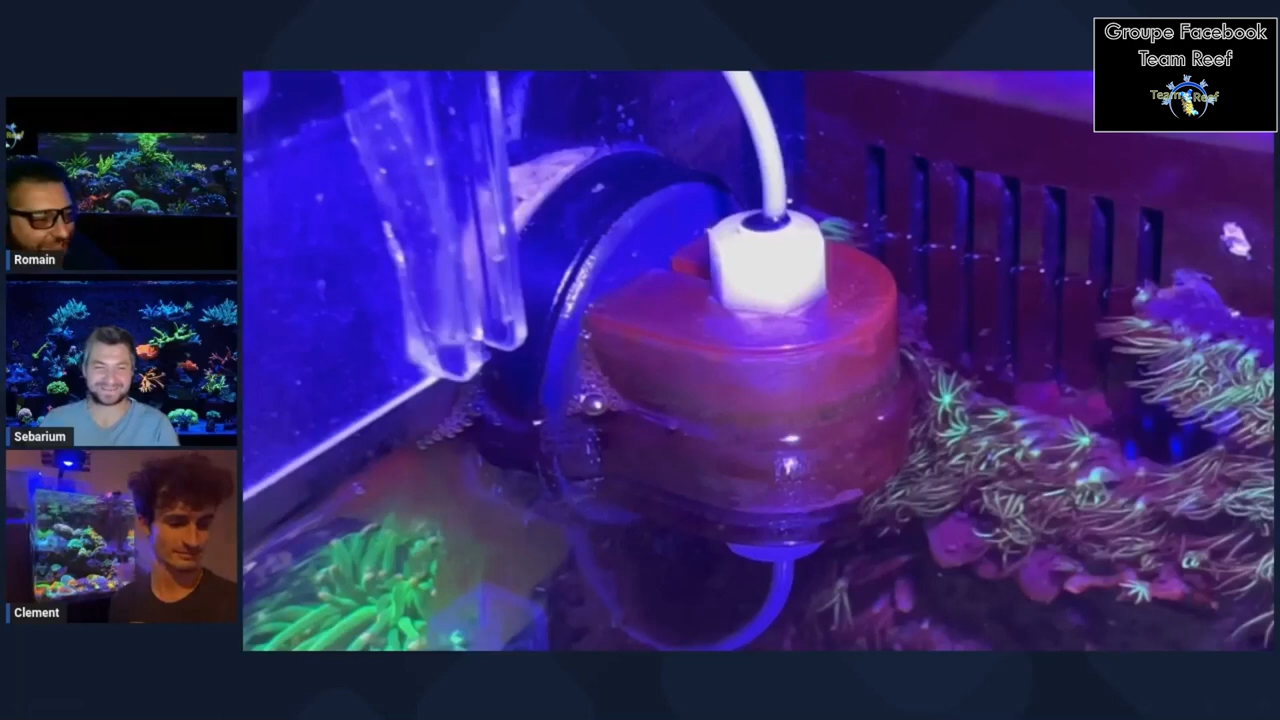 Groupe Facebook
Team Reef
Team Reef
Romain
Sebarium
Clement